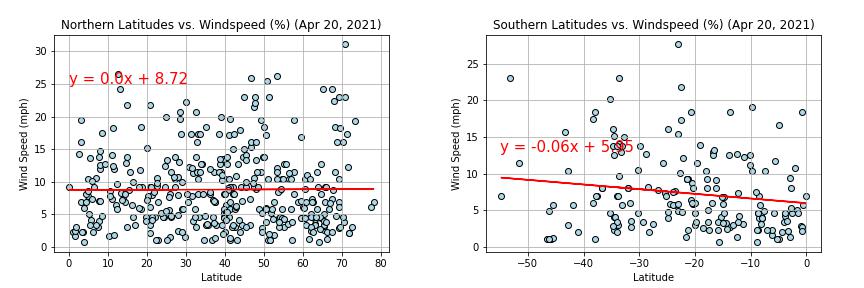 Northern Latitudes vs. Windspeed (%) (Apr 20, 2021)
30
25
20
15
10
5
0
Wind Speed (mph)
y = 0.0x + 8.72
0 10 20 30 40 50 60 70 80
Latitude
Southern Latitudes vs. Windspeed (%) (Apr 20, 2021)
25
20
15
10
5
0
Wind Speed (mph)
y = -0.06x + 5.95
−50 −40 −30 −20 −10 0
Latitude